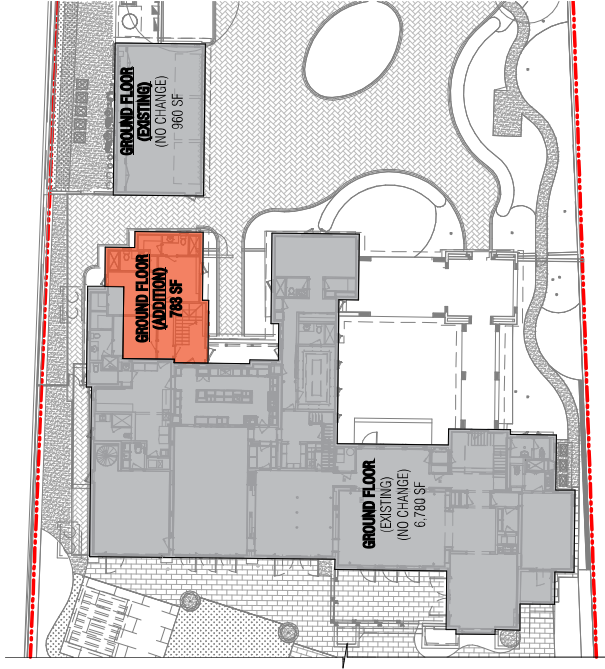 GROUND FLOOR
(EXISTING)
(NO CHANGE)
960 SF
GROUND FLOOR
(ADDITION)
788 SF
GROUND FLOOR
(EXISTING)
(NO CHANGE)
6,780 SF